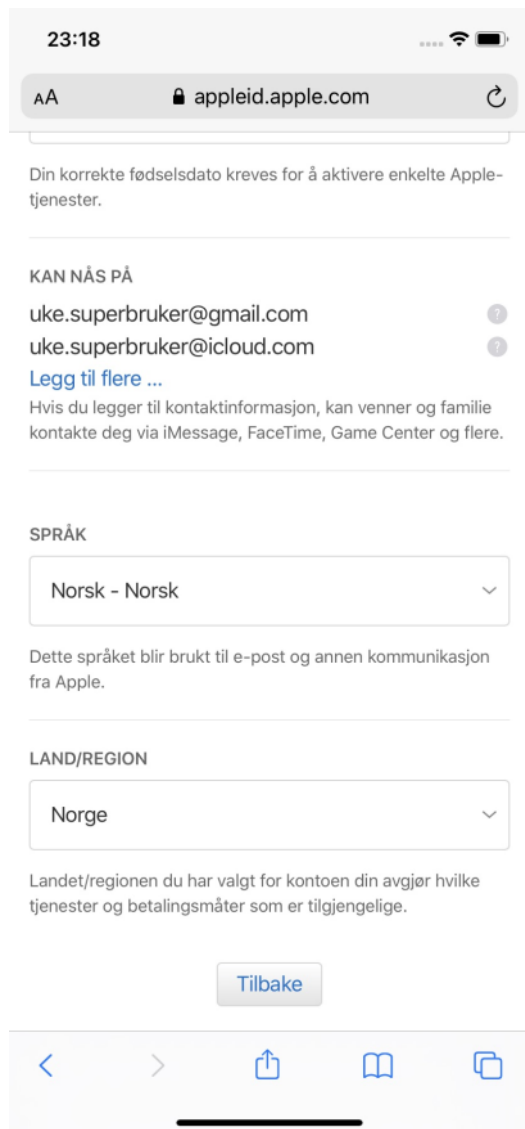 23:18
AA appleid.apple.com
Din korrekte fødselsdato kreves for å aktivere enkelte Apple-
tjenester.
KAN NÅS PÅ
uke.superbruker@gmail.com ?
uke.superbruker@icloud.com ?
Legg til flere ...
Hvis du legger til kontaktinformasjon, kan venner og familie
kontakte deg via iMessage, FaceTime, Game Center og flere.
SPRÅK
Norsk - Norsk
Dette språket blir brukt til e-post og annen kommunikasjon
fra Apple.
LAND/REGION
Norge
Landet/regionen du har valgt for kontoen din avgjør hvilke
tjenester og betalingsmåter som er tilgjengelige.
Tilbake